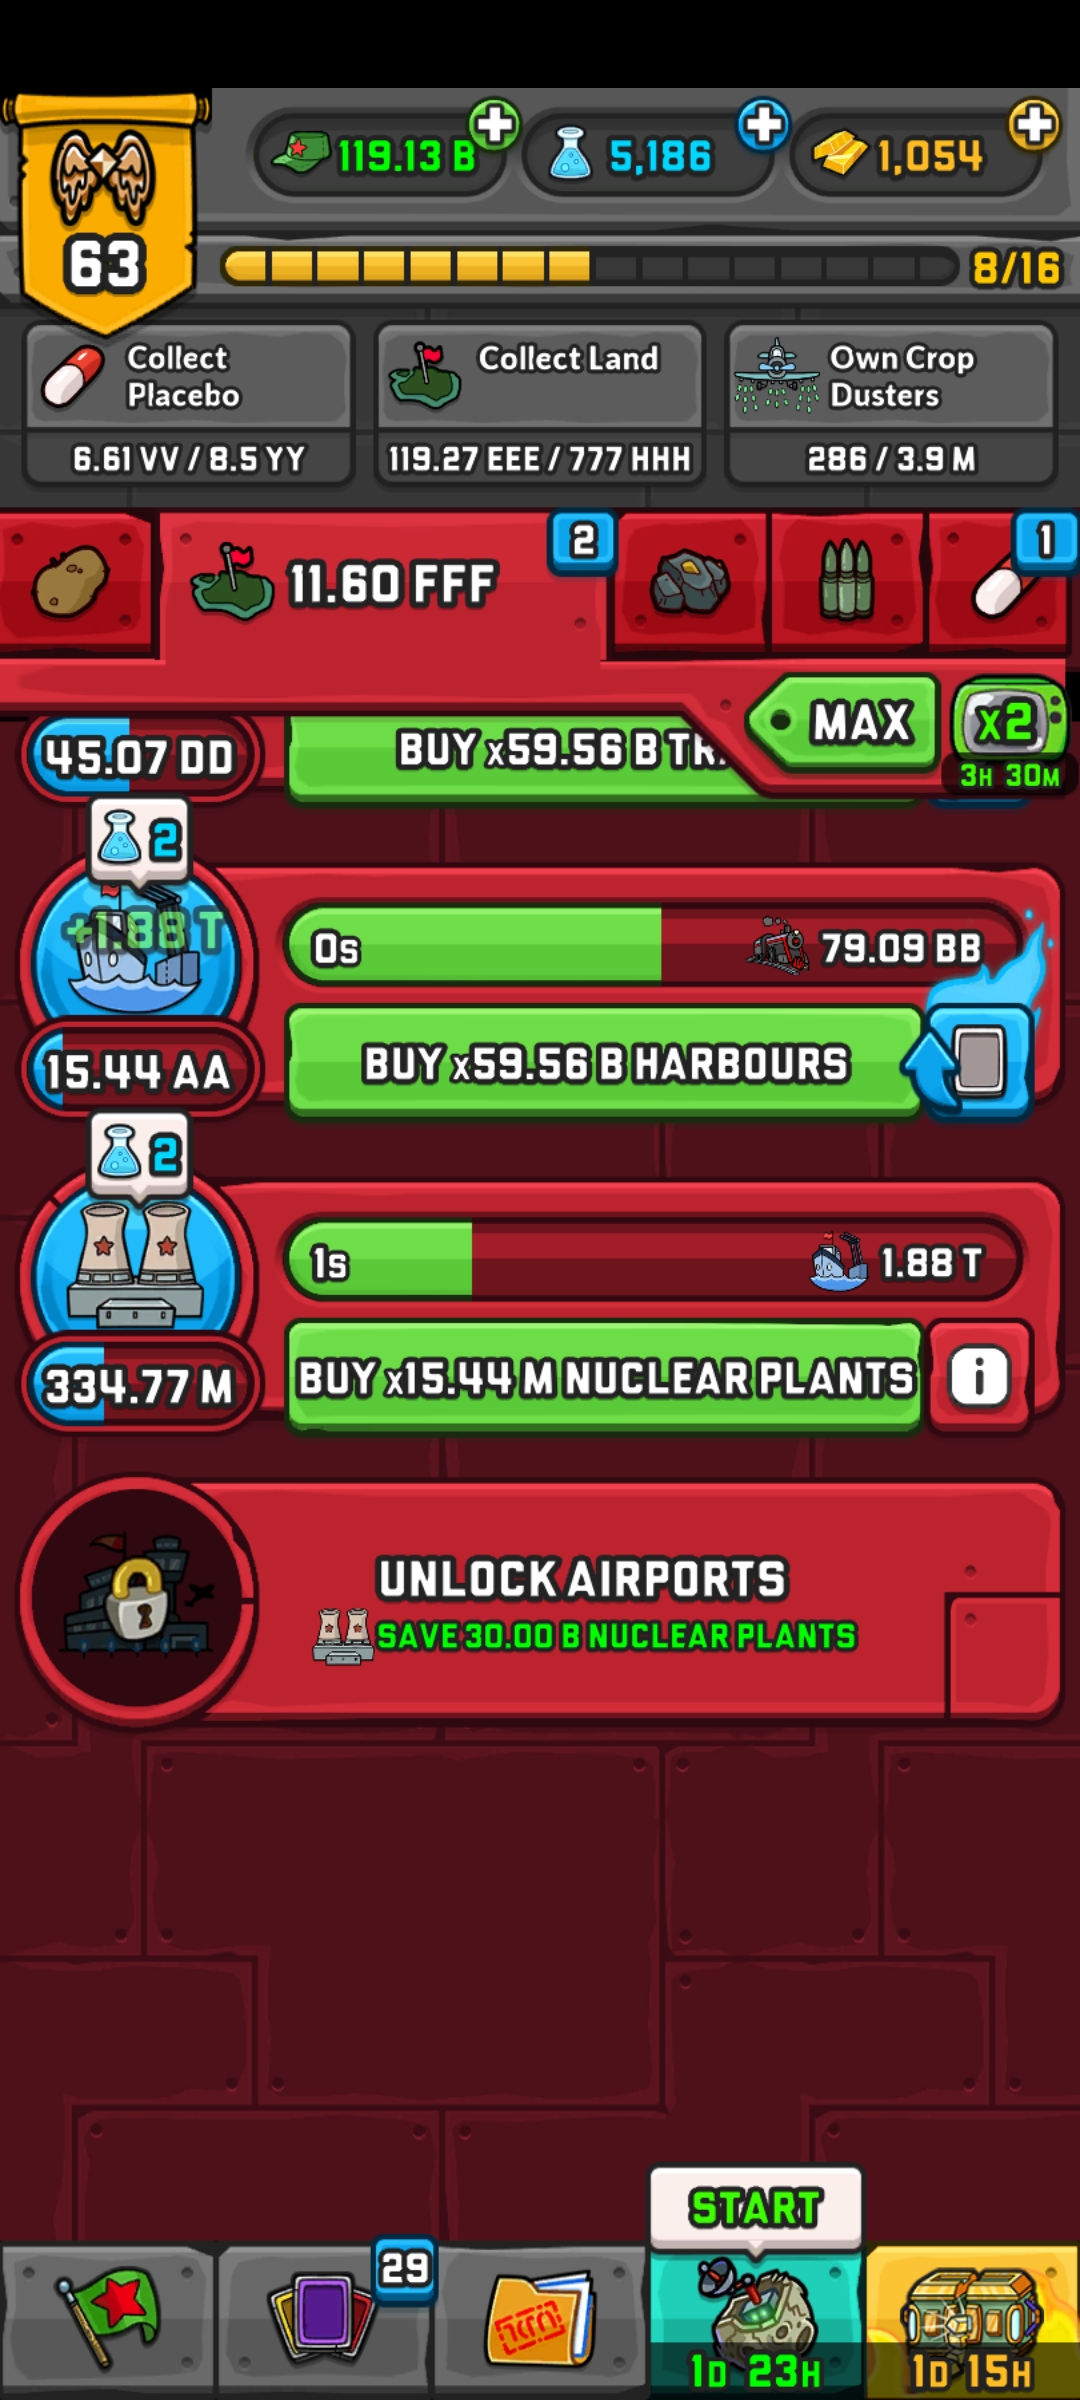 119.13 B
5,186
1,054
63
8/16
Collect
Placebo
6.61 VV / 8.5 YY
Collect Land
119.27 EEE / 777 HHH
Own Crop
Dusters
286 / 3.9 M
11.60 FFF
2
1
MAX
x2
3H 30M
45.07 DD
BUY x59.56 B TR
2
+1.88 T
0s
79.09 BB
15.44 AA
BUY x59.56 B HARBOURS
2
1s
1.88 T
334.77 M
BUY x15.44 M NUCLEAR PLANTS
i
UNLOCK AIRPORTS
SAVE 30.00 B NUCLEAR PLANTS
START
29
1D 23H
1D 15H